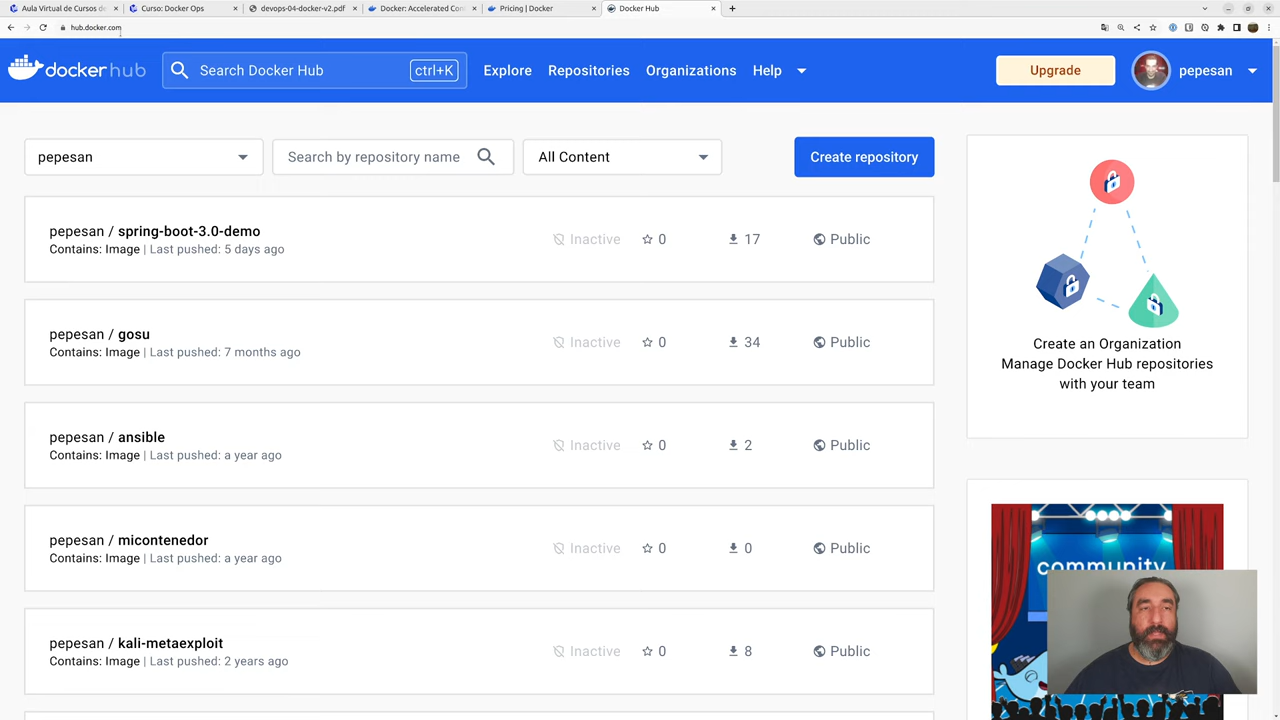 Aula Virtual de Cursos de
Curso: Docker Ops
devops-04-docker-v2.pdf
Docker: Accelerated Con
Pricing | Docker
Docker Hub
hub.docker.com
dockerhub
Search Docker Hub
ctrl+K
Explore
Repositories
Organizations
Help
Upgrade
pepesan
pepesan
Search by repository name
All Content
Create repository
pepesan / spring-boot-3.0-demo
Contains: Image | Last pushed: 5 days ago
Inactive
0
17
Public
pepesan / gosu
Contains: Image | Last pushed: 7 months ago
Inactive
0
34
Public
pepesan / ansible
Contains: Image | Last pushed: a year ago
Inactive
0
2
Public
pepesan / micontenedor
Contains: Image | Last pushed: a year ago
Inactive
0
0
Public
pepesan / kali-metaexploit
Contains: Image | Last pushed: 2 years ago
Inactive
0
8
Public
Create an Organization
Manage Docker Hub repositories
with your team
community